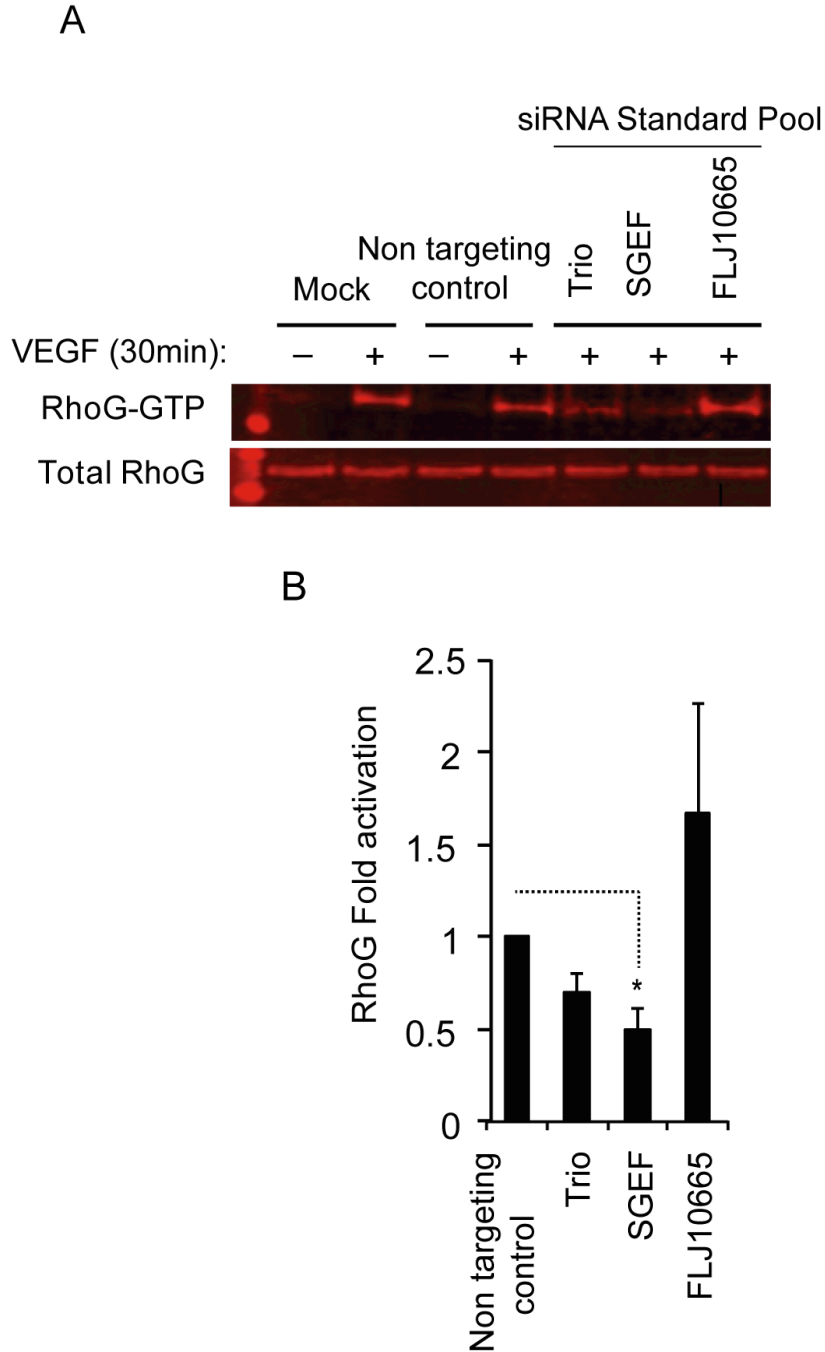 A
siRNA Standard Pool
Non targeting control
Mock
Trio
SGEF
FLJ10665
VEGF (30min): – + – + + + +
RhoG-GTP
Total RhoG
B
RhoG Fold activation
2.5
2
1.5
1
*
0.5
0
Non targeting control
Trio
SGEF
FLJ10665